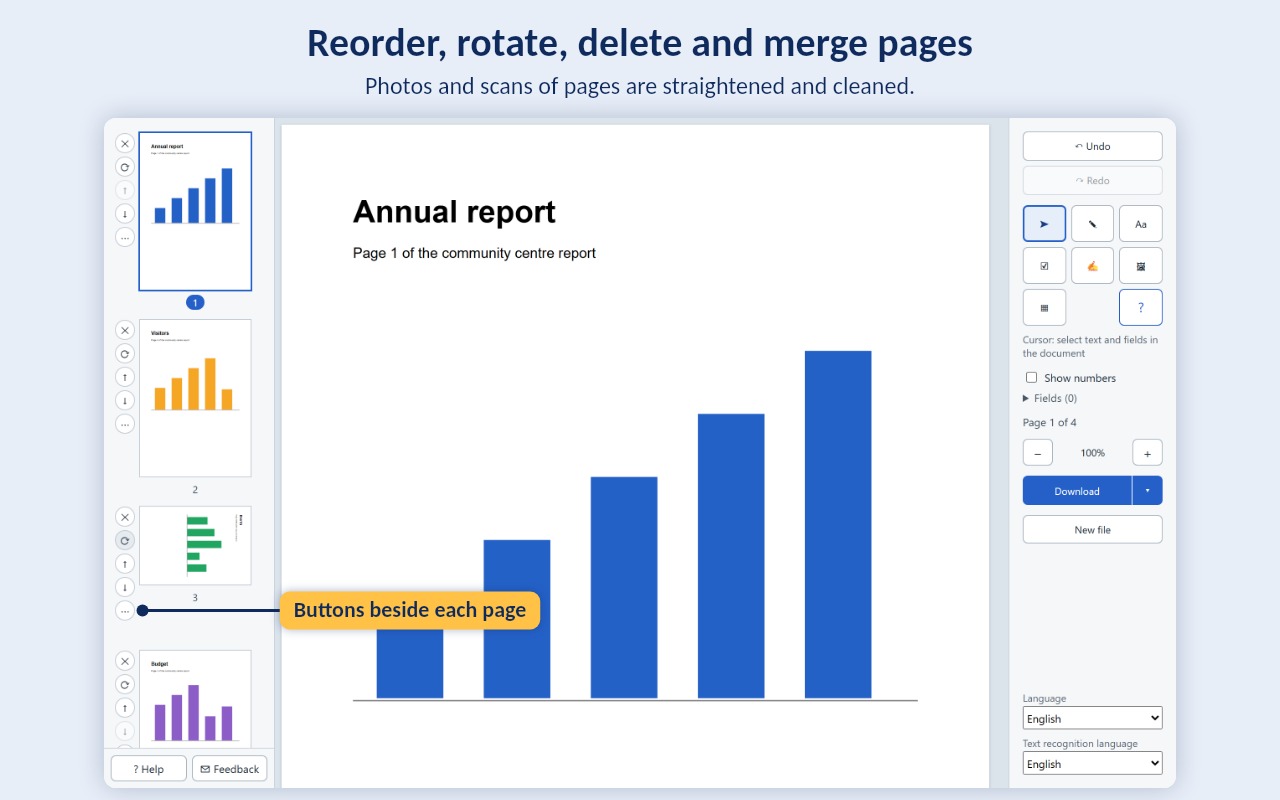 Reorder, rotate, delete and merge pages
Photos and scans of pages are straightened and cleaned.
Annual report
1
Visitors
2
3
Budget
? Help
Feedback
Annual report
Page 1 of the community centre report
Buttons beside each page
Undo
Redo
Aa
?
Cursor: select text and fields in
the document
Show numbers
Fields (0)
Page 1 of 4
− 100% +
Download
New file
Language
English
Text recognition language
English